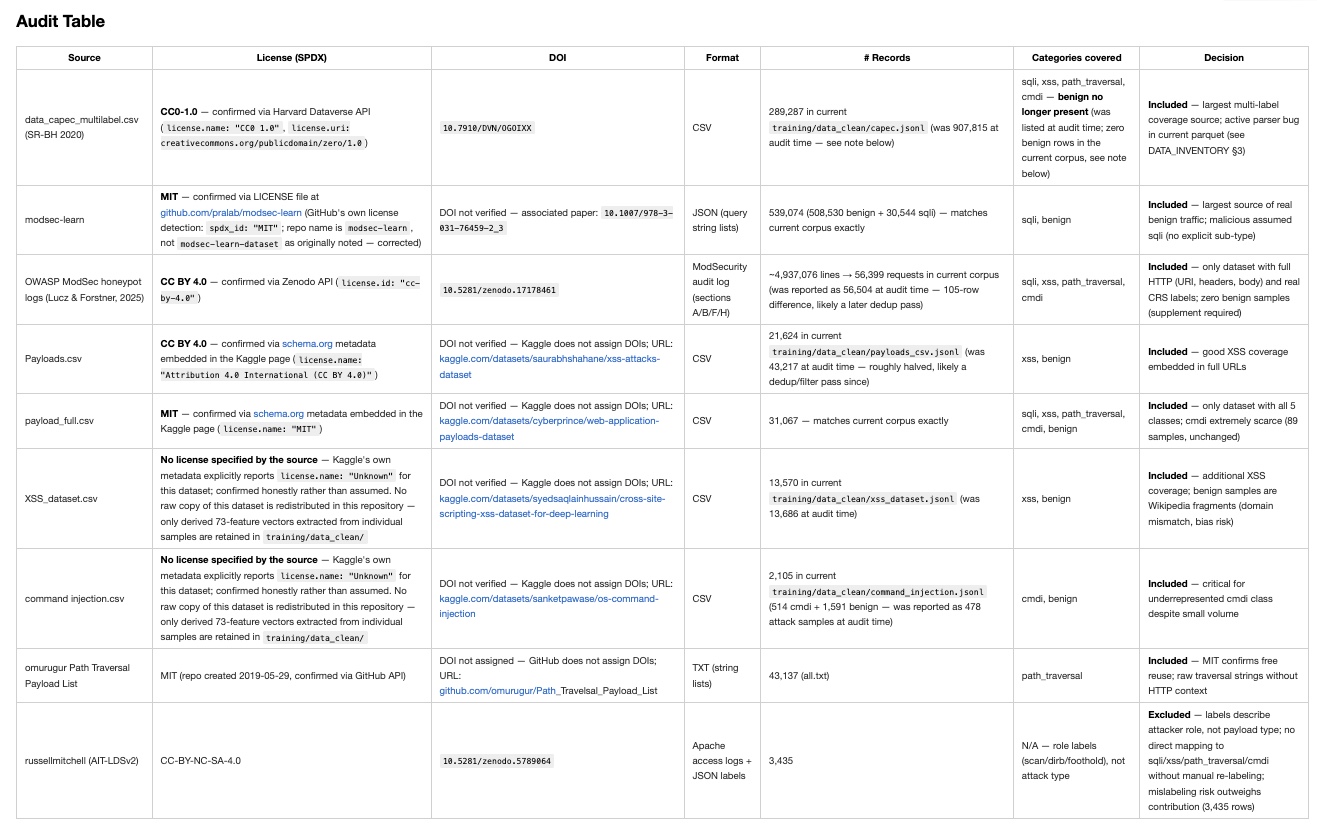 Audit Table
Source
License (SPDX)
DOI
Format
# Records
Categories covered
Decision
data_capec_multilabel.csv
(SR-BH 2020)
CC0-1.0 — confirmed via Harvard Dataverse API
( license.name: "CC0 1.0" , license.uri:
creativecommons.org/publicdomain/zero/1.0 )
10.7910/DVN/OGOIXX
CSV
289,287 in current
training/data_clean/capec.jsonl (was 907,815 at
audit time — see note below)
sqli, xss, path_traversal,
cmdi — benign no
longer present (was
listed at audit time; zero
benign rows in the
current corpus, see note
below)
Included — largest multi-label
coverage source; active parser bug
in current parquet (see
DATA_INVENTORY §3)
modsec-learn
MIT — confirmed via LICENSE file at
github.com/pralab/modsec-learn (GitHub's own license
detection: spdx_id: "MIT" ; repo name is modsec-learn ,
not modsec-learn-dataset as originally noted — corrected)
DOI not verified — associated paper: 10.1007/978-3-
031-76459-2_3
JSON (query
string lists)
539,074 (508,530 benign + 30,544 sqli) — matches
current corpus exactly
sqli, benign
Included — largest source of real
benign traffic; malicious assumed
sqli (no explicit sub-type)
OWASP ModSec honeypot
logs (Lucz & Forstner, 2025)
CC BY 4.0 — confirmed via Zenodo API ( license.id: "cc-
by-4.0" )
10.5281/zenodo.17178461
ModSecurity
audit log
(sections
A/B/F/H)
~4,937,076 lines → 56,399 requests in current corpus
(was reported as 56,504 at audit time — 105-row
difference, likely a later dedup pass)
sqli, xss, path_traversal,
cmdi
Included — only dataset with full
HTTP (URI, headers, body) and real
CRS labels; zero benign samples
(supplement required)
Payloads.csv
CC BY 4.0 — confirmed via schema.org metadata
embedded in the Kaggle page ( license.name:
"Attribution 4.0 International (CC BY 4.0)" )
DOI not verified — Kaggle does not assign DOIs; URL:
kaggle.com/datasets/saurabhshahane/xss-attacks-
dataset
CSV
21,624 in current
training/data_clean/payloads_csv.jsonl (was
43,217 at audit time — roughly halved, likely a
dedup/filter pass since)
xss, benign
Included — good XSS coverage
embedded in full URLs
payload_full.csv
MIT — confirmed via schema.org metadata embedded in the
Kaggle page ( license.name: "MIT" )
DOI not verified — Kaggle does not assign DOIs; URL:
kaggle.com/datasets/cyberprince/web-application-
payloads-dataset
CSV
31,067 — matches current corpus exactly
sqli, xss, path_traversal,
cmdi, benign
Included — only dataset with all 5
classes; cmdi extremely scarce (89
samples, unchanged)
XSS_dataset.csv
No license specified by the source — Kaggle's own
metadata explicitly reports license.name: "Unknown" for
this dataset; confirmed honestly rather than assumed. No
raw copy of this dataset is redistributed in this repository —
only derived 73-feature vectors extracted from individual
samples are retained in training/data_clean/
DOI not verified — Kaggle does not assign DOIs; URL:
kaggle.com/datasets/syedsaqlainhussain/cross-site-
scripting-xss-dataset-for-deep-learning
CSV
13,570 in current
training/data_clean/xss_dataset.jsonl (was
13,686 at audit time)
xss, benign
Included — additional XSS
coverage; benign samples are
Wikipedia fragments (domain
mismatch, bias risk)
command injection.csv
No license specified by the source — Kaggle's own
metadata explicitly reports license.name: "Unknown" for
this dataset; confirmed honestly rather than assumed. No
raw copy of this dataset is redistributed in this repository —
only derived 73-feature vectors extracted from individual
samples are retained in training/data_clean/
DOI not verified — Kaggle does not assign DOIs; URL:
kaggle.com/datasets/sanketpawase/os-command-
injection
CSV
2,105 in current
training/data_clean/command_injection.jsonl
(514 cmdi + 1,591 benign — was reported as 478
attack samples at audit time)
cmdi, benign
Included — critical for
underrepresented cmdi class
despite small volume
omurugur Path Traversal
Payload List
MIT (repo created 2019-05-29, confirmed via GitHub API)
DOI not assigned — GitHub does not assign DOIs;
URL:
github.com/omurugur/Path_Travelsal_Payload_List
TXT (string
lists)
43,137 (all.txt)
path_traversal
Included — MIT confirms free
reuse; raw traversal strings without
HTTP context
russellmitchell (AIT-LDSv2)
CC-BY-NC-SA-4.0
10.5281/zenodo.5789064
Apache
access logs +
JSON labels
3,435
N/A — role labels
(scan/dirb/foothold), not
attack type
Excluded — labels describe
attacker role, not payload type; no
direct mapping to
sqli/xss/path_traversal/cmdi
without manual re-labeling;
mislabeling risk outweighs
contribution (3,435 rows)